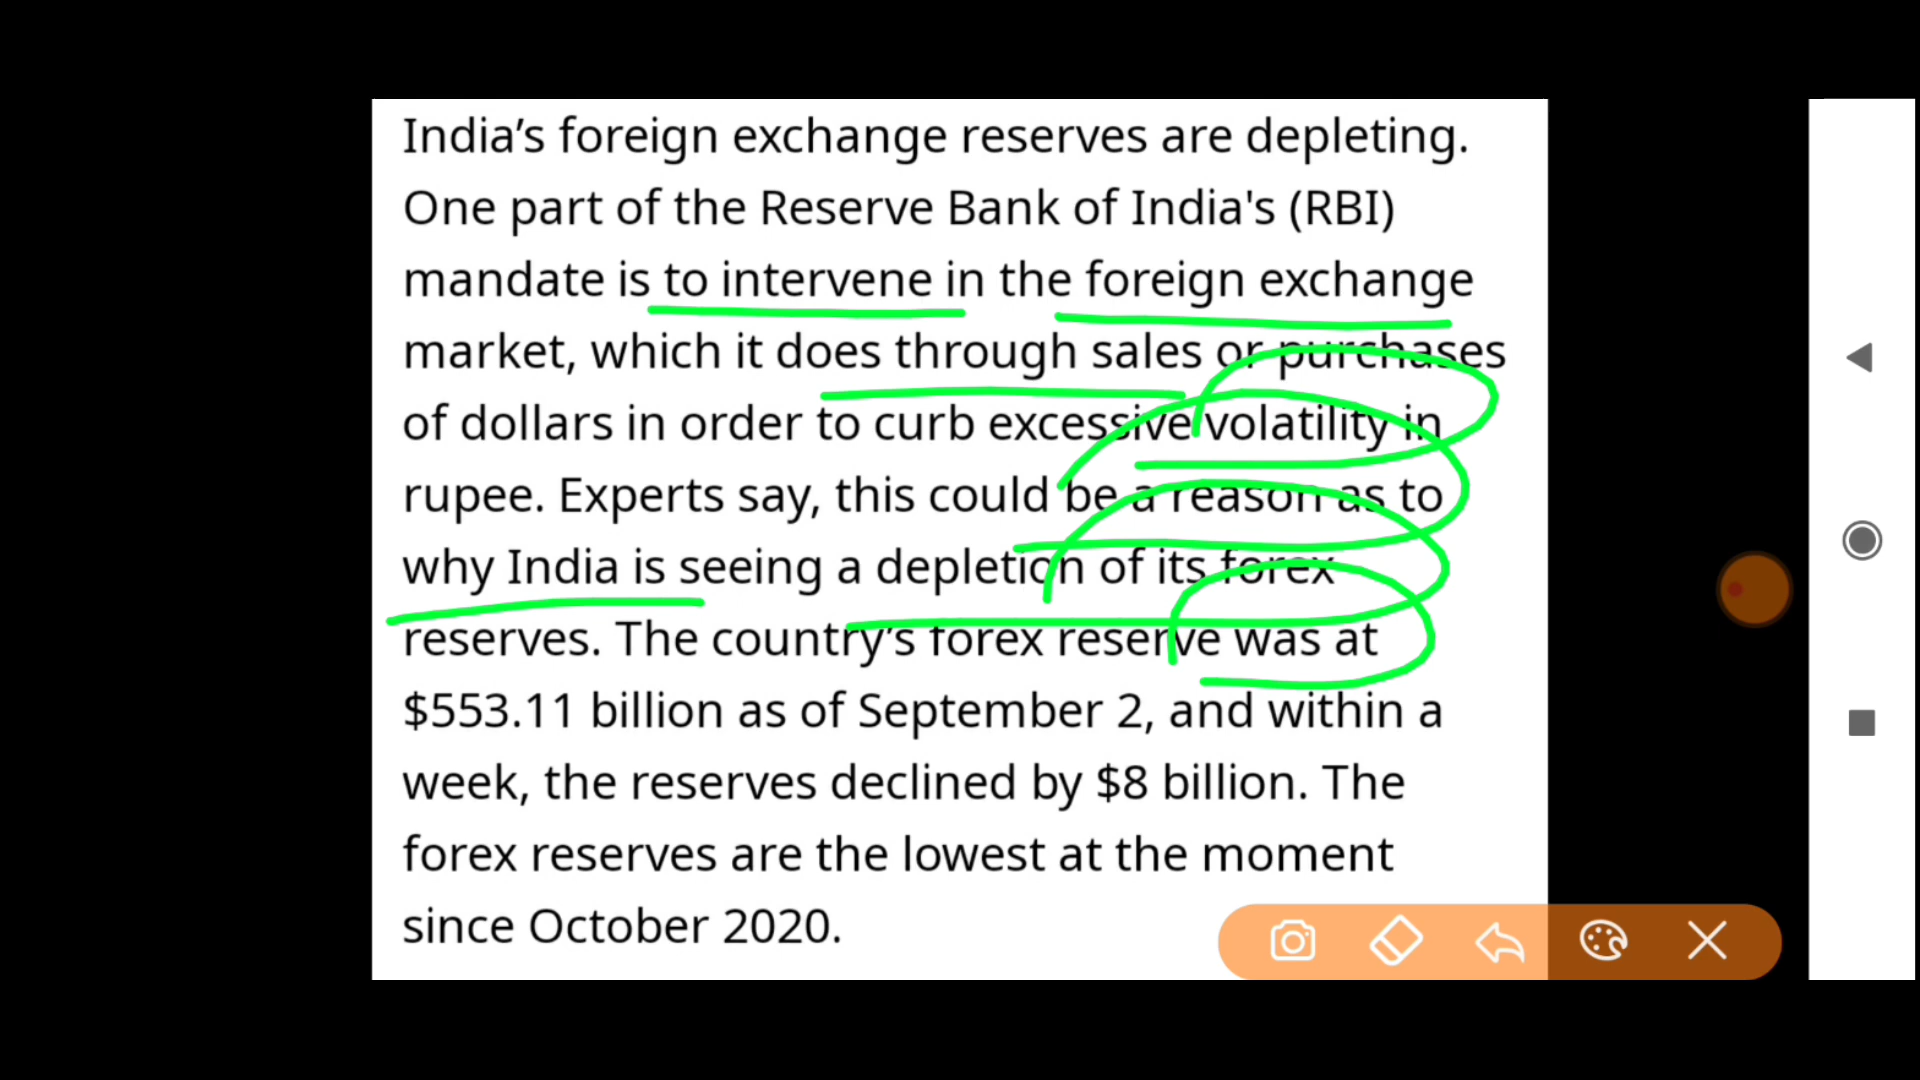 India’s foreign exchange reserves are depleting.
One part of the Reserve Bank of India's (RBI)
mandate is to intervene in the foreign exchange
market, which it does through sales or purchases
of dollars in order to curb excessive volatility in
rupee. Experts say, this could be a reason as to
why India is seeing a depletion of its forex
reserves. The country’s forex reserve was at
$553.11 billion as of September 2, and within a
week, the reserves declined by $8 billion. The
forex reserves are the lowest at the moment
since October 2020.